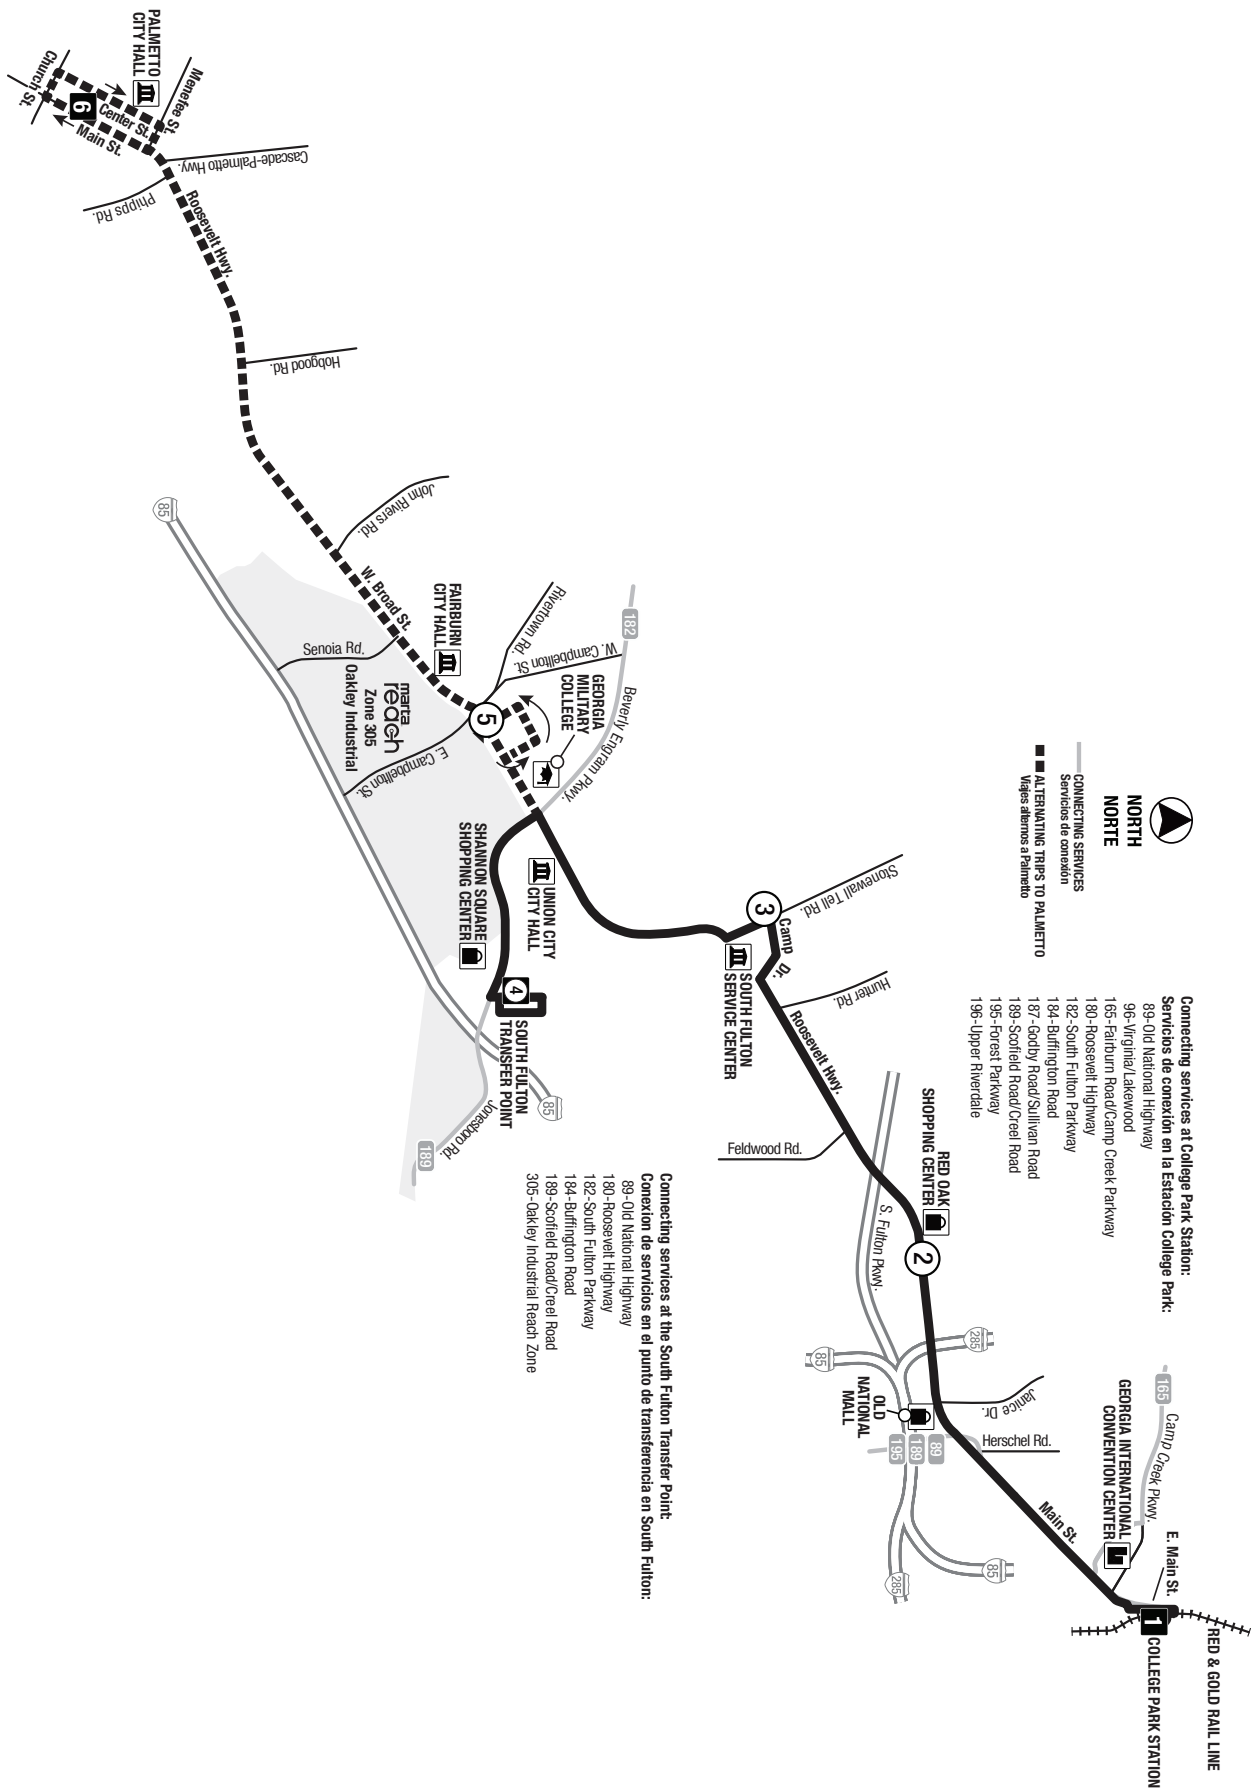 RED & GOLD RAIL LINE
1
COLLEGE PARK STATION
E. Main St.
165
Camp Creek Pkwy.
GEORGIA INTERNATIONAL
CONVENTION CENTER
Main St.
Herschel Rd.
Janice Dr.
89
189
195
OLD
NATIONAL
MALL
285
85
85
285
S. Fulton Pkwy.
2
RED OAK
SHOPPING CENTER
Feldwood Rd.
Roosevelt Hwy.
Hunter Rd.
Camp Dr.
3
Stonewall Tell Rd.
SOUTH FULTON
SERVICE CENTER
NORTH
NORTE
CONNECTING SERVICES
Servicios de conexión
ALTERNATING TRIPS TO PALMETTO
Viajes alternos a Palmetto
Connecting services at College Park Station:
Servicios de conexión en la Estación College Park:
89-Old National Highway
96-Virginia/Lakewood
165-Fairburn Road/Camp Creek Parkway
180-Roosevelt Highway
182-South Fulton Parkway
184-Buffington Road
187-Godby Road/Sullivan Road
189-Scofield Road/Creel Road
195-Forest Parkway
196-Upper Riverdale
Connecting services at the South Fulton Transfer Point:
Conexion de servicios en el punto de transferencia en South Fulton:
89-Old National Highway
180-Roosevelt Highway
182-South Fulton Parkway
184-Buffington Road
189-Scofield Road/Creel Road
305-Oakley Industrial Reach Zone
UNION CITY
CITY HALL
SHANNON SQUARE
SHOPPING CENTER
4
SOUTH FULTON
TRANSFER POINT
85
Jonesboro Rd.
189
182
Beverly Engram Pkwy.
GEORGIA
MILITARY
COLLEGE
W. Campbellton St.
Rivertown Rd.
5
E. Campbellton St.
FAIRBURN
CITY HALL
marta
reach
Zone 305
Oakley Industrial
Senoia Rd.
W. Broad St.
John Rivers Rd.
85
Hobgood Rd.
Roosevelt Hwy.
Cascade-Palmetto Hwy.
Phipps Rd.
PALMETTO
CITY HALL
Menefee St.
Center St.
6
Main St.
Church St.